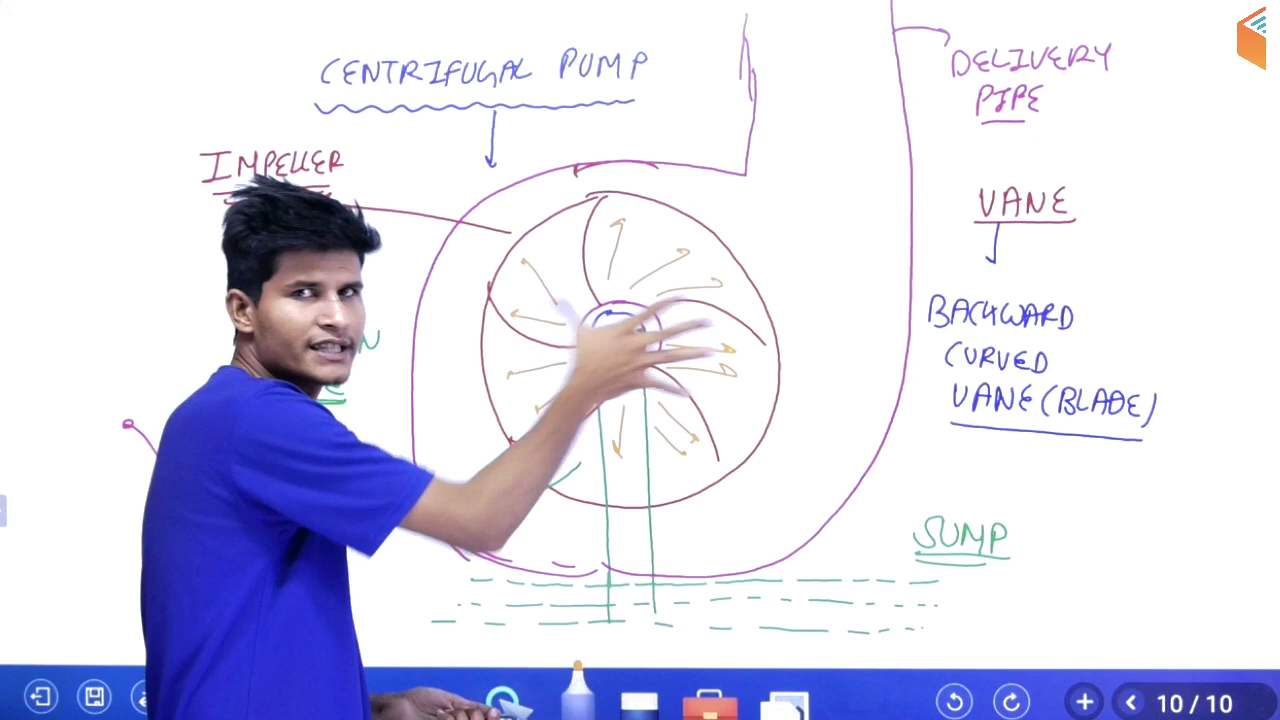 CENTRIFUGAL PUMP
DELIVERY
PIPE
IMPELLER
VANE
BACKWARD
CURVED
VANE (BLADE)
SUMP
10 / 10